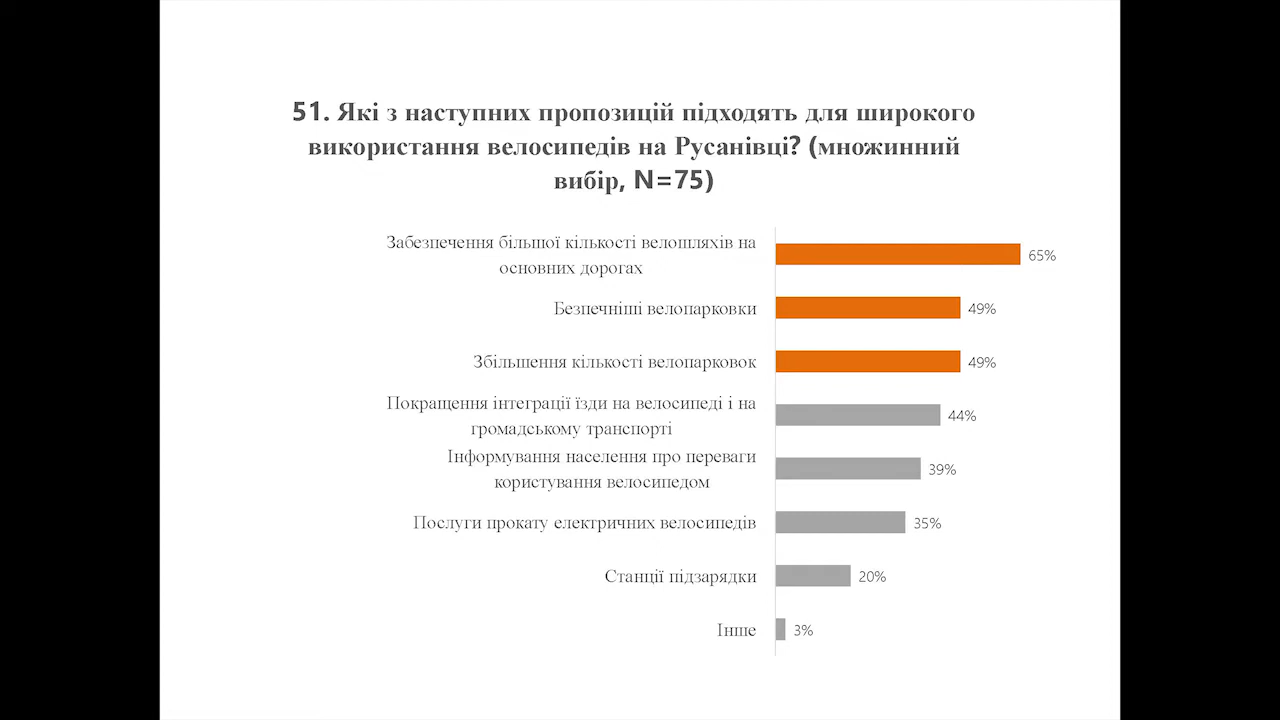 51. Які з наступних пропозицій підходять для широкого
використання велосипедів на Русанівці? (множинний
вибір, N=75)
Забезпечення більшої кількості велошляхів на
основних дорогах
65%
Безпечніші велопарковки
49%
Збільшення кількості велопарковок
49%
Покращення інтеграції їзди на велосипеді і на
громадському транспорті
44%
Інформування населення про переваги
користування велосипедом
39%
Послуги прокату електричних велосипедів
35%
Станції підзарядки
20%
Інше
3%